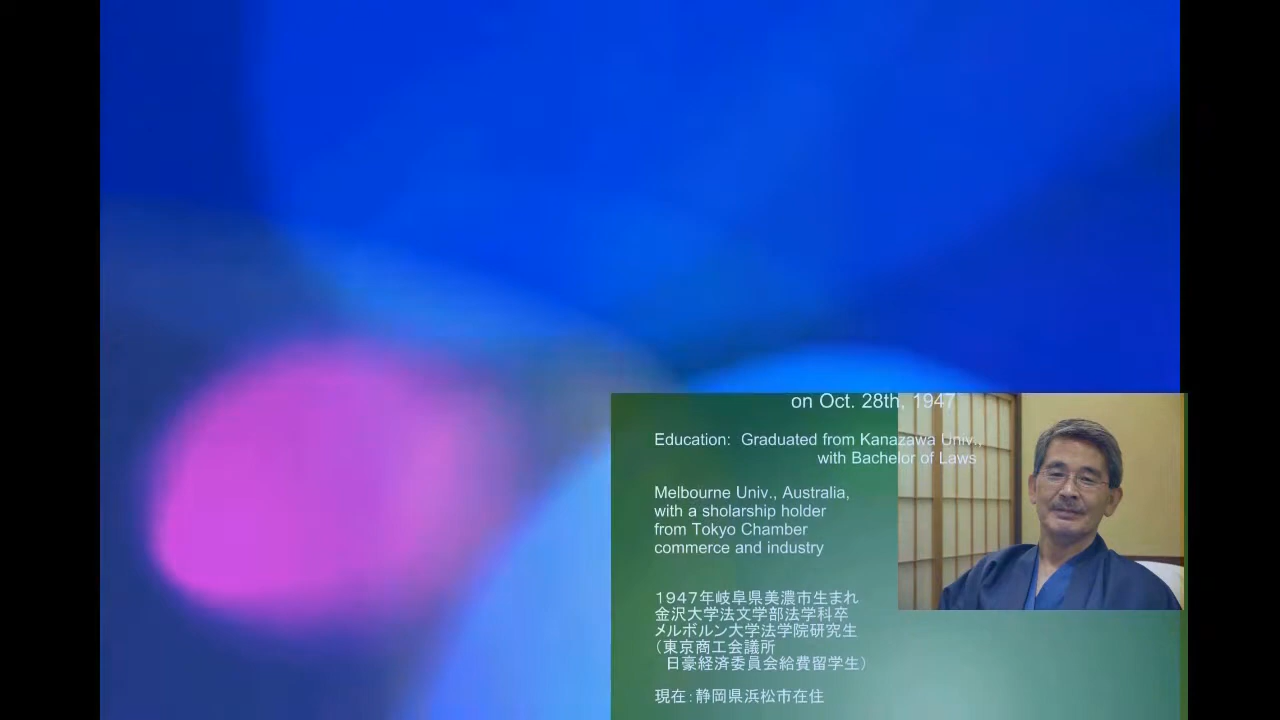 on Oct. 28th, 1947
Education: Graduated from Kanazawa Univ.,
with Bachelor of Laws
Melbourne Univ., Australia,
with a sholarship holder
from Tokyo Chamber
commerce and industry
1947年岐阜県美濃市生まれ
金沢大学法文学部法学科卒
メルボルン大学法学院研究生
(東京商工会議所
日豪経済委員会給費留学生)
現在:静岡県浜松市在住